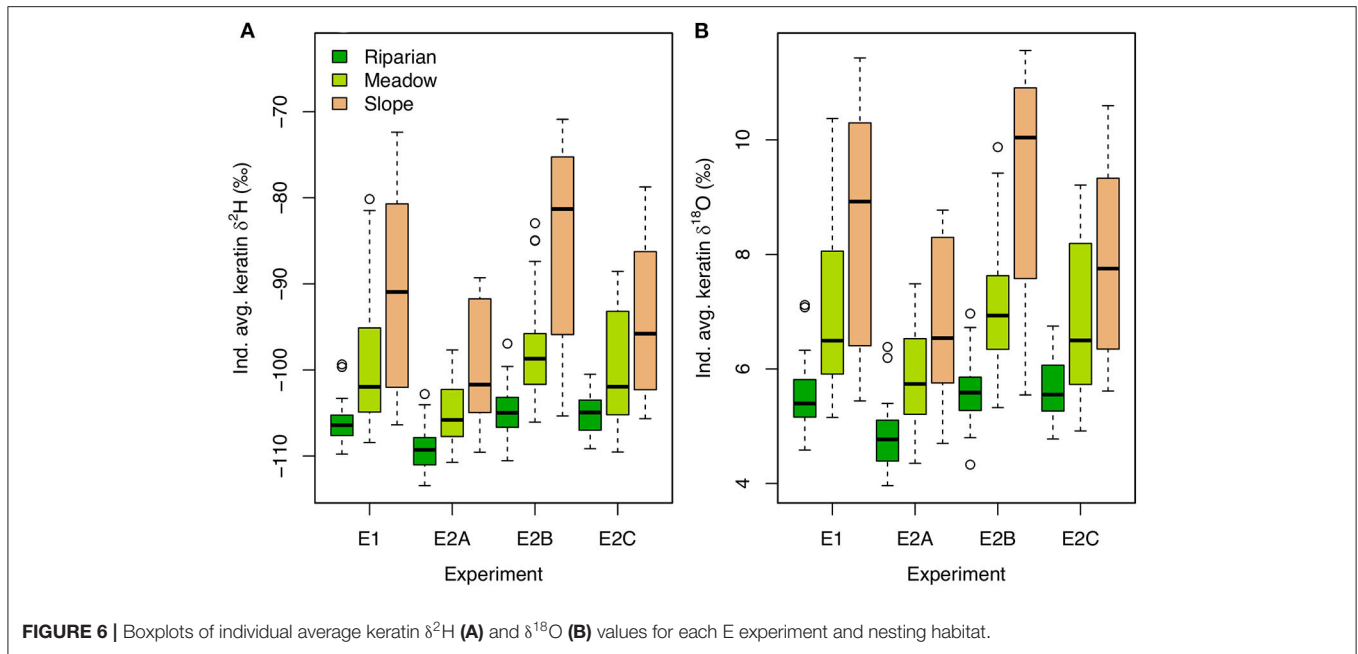 A
Riparian
Meadow
Slope
Ind. avg. keratin δ²H (‰)
−70
−80
−90
−100
−110
E1 E2A E2B E2C
Experiment
B
Ind. avg. keratin δ¹⁸O (‰)
10
8
6
4
E1 E2A E2B E2C
Experiment
FIGURE 6 | Boxplots of individual average keratin δ²H (A) and δ¹⁸O (B) values for each E experiment and nesting habitat.